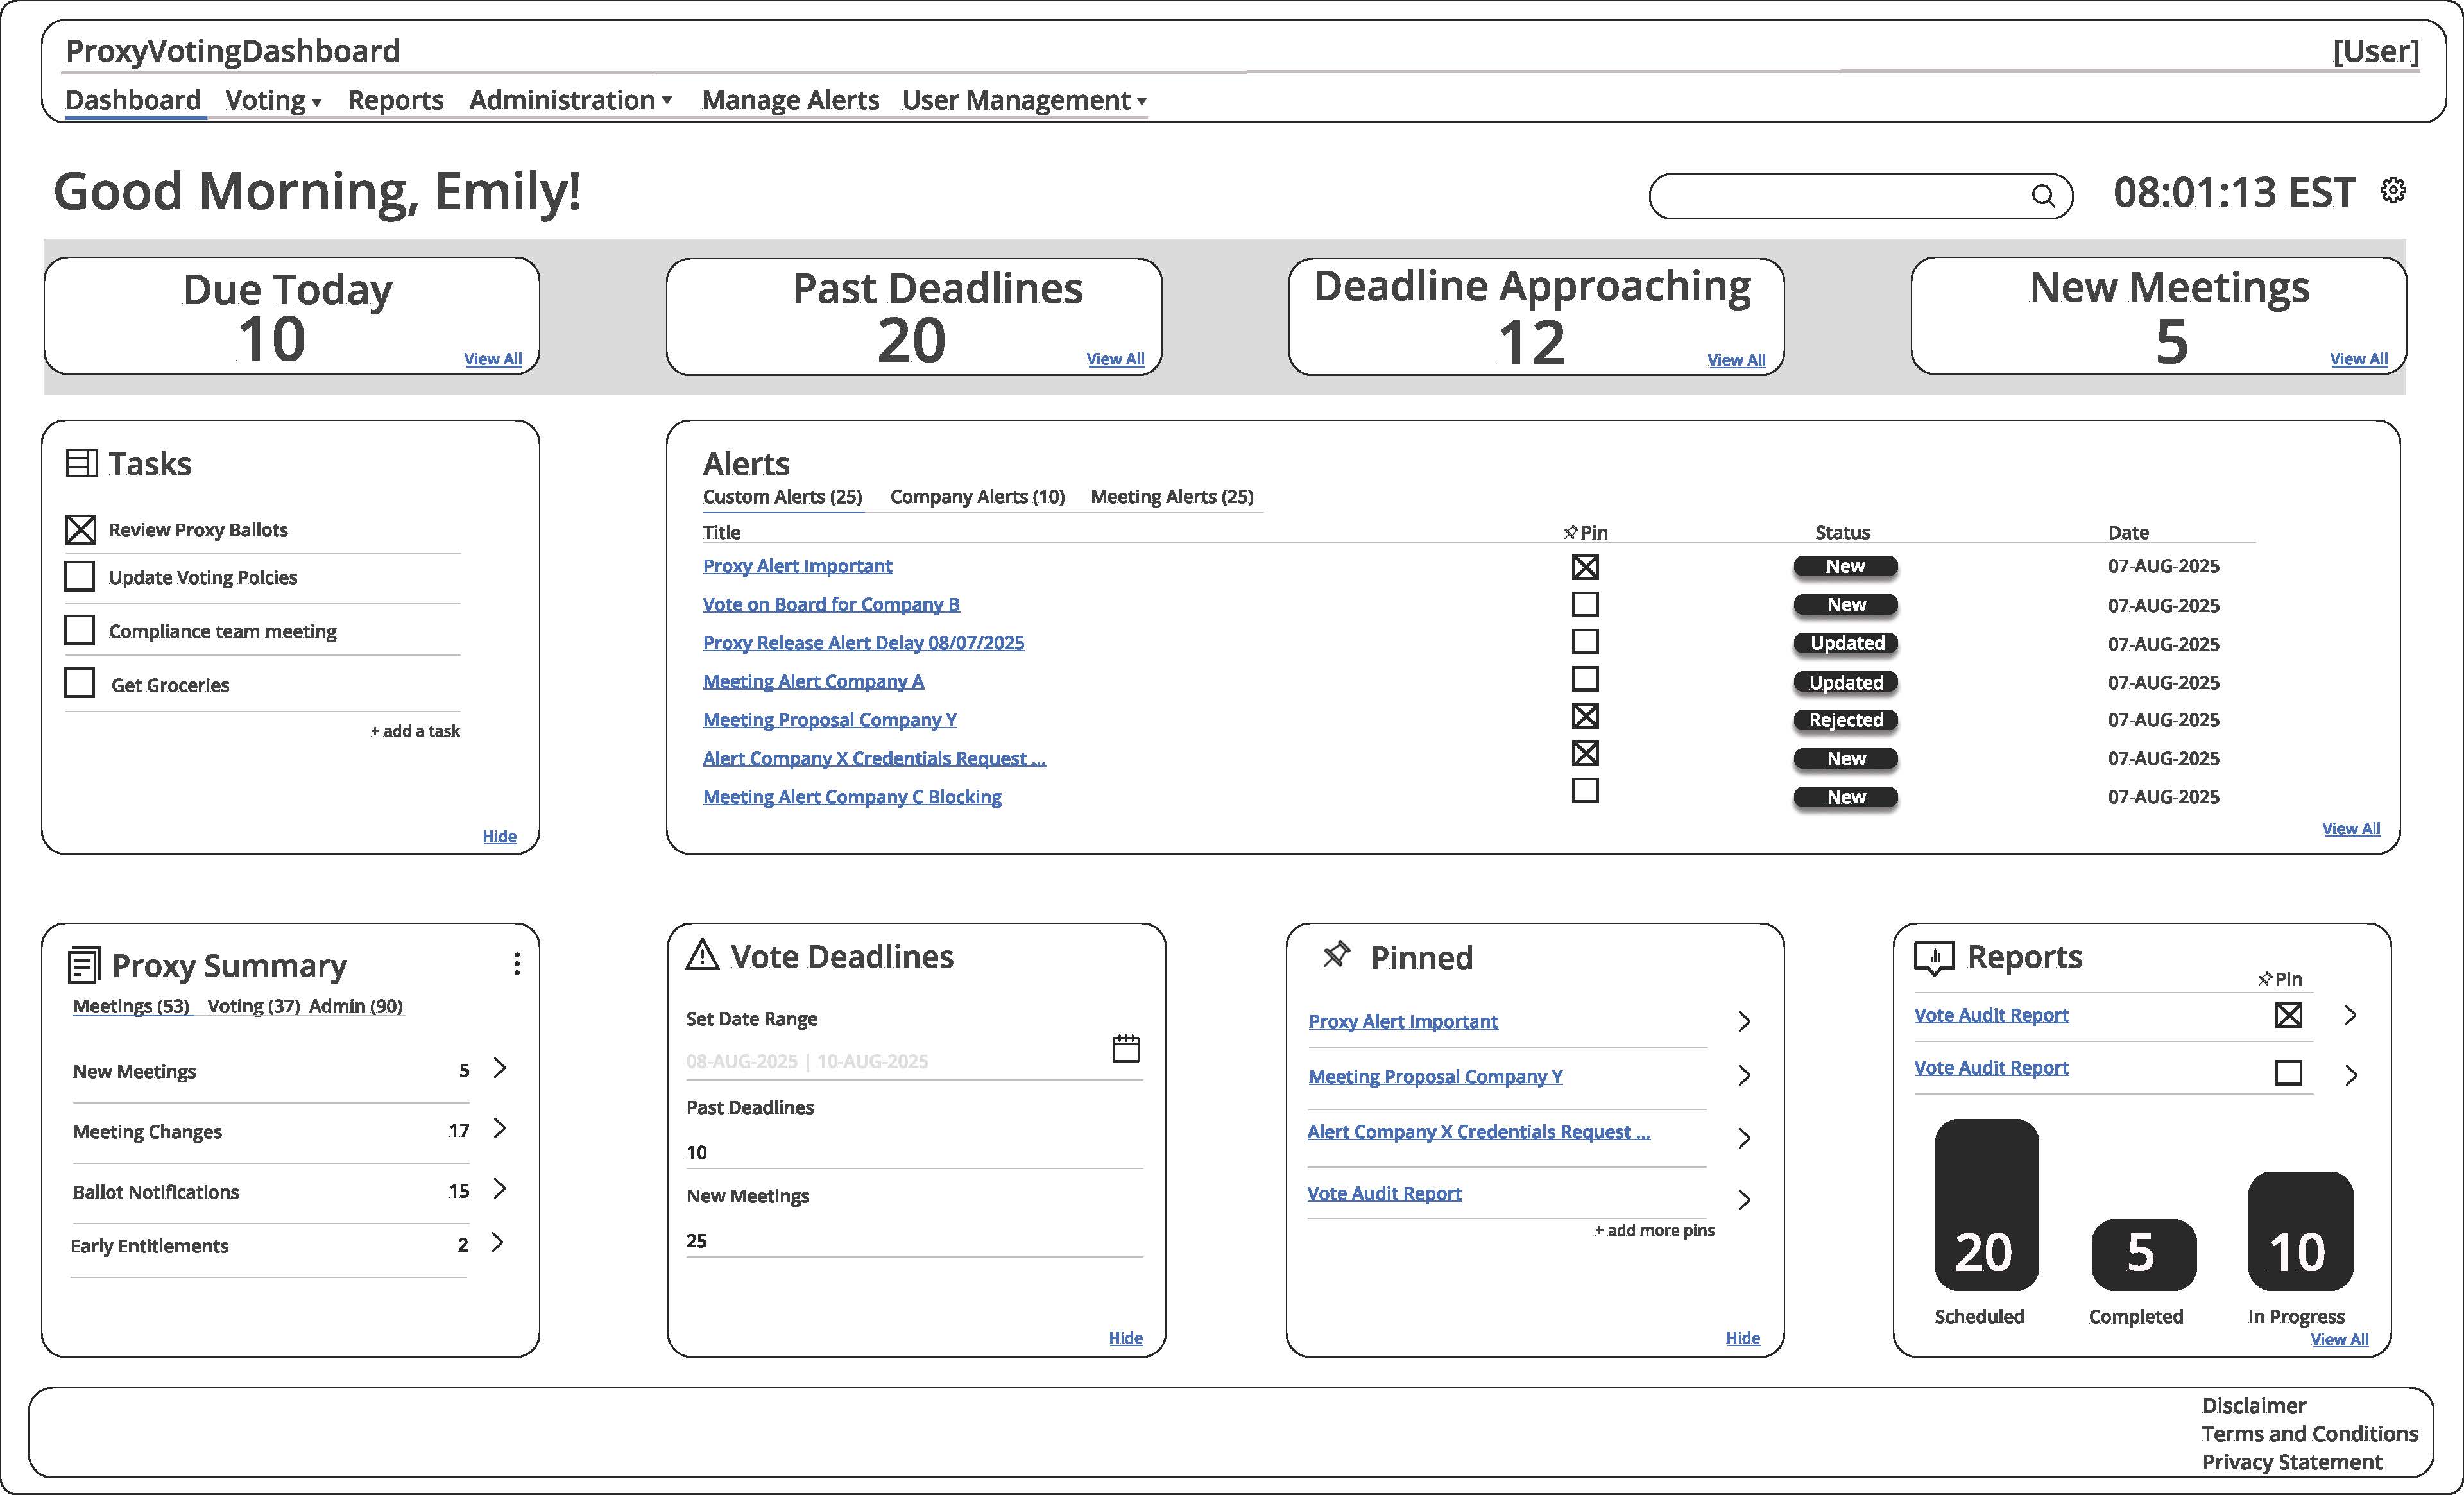 ProxyVotingDashboard
[User]
Dashboard Voting Reports Administration Manage Alerts User Management
Good Morning, Emily!
08:01:13 EST
Due Today
10
View All
Past Deadlines
20
View All
Deadline Approaching
12
View All
New Meetings
5
View All
Tasks
Review Proxy Ballots
Update Voting Polcies
Compliance team meeting
Get Groceries
+ add a task
Hide
Alerts
Custom Alerts (25) Company Alerts (10) Meeting Alerts (25)
Title Pin Status Date
Proxy Alert Important New 07-AUG-2025
Vote on Board for Company B New 07-AUG-2025
Proxy Release Alert Delay 08/07/2025 Updated 07-AUG-2025
Meeting Alert Company A Updated 07-AUG-2025
Meeting Proposal Company Y Rejected 07-AUG-2025
Alert Company X Credentials Request ... New 07-AUG-2025
Meeting Alert Company C Blocking New 07-AUG-2025
View All
Proxy Summary
Meetings (53) Voting (37) Admin (90)
New Meetings 5
Meeting Changes 17
Ballot Notifications 15
Early Entitlements 2
Vote Deadlines
Set Date Range
08-AUG-2025 | 10-AUG-2025
Past Deadlines
10
New Meetings
25
Hide
Pinned
Proxy Alert Important
Meeting Proposal Company Y
Alert Company X Credentials Request ...
Vote Audit Report
+ add more pins
Hide
Reports
Pin
Vote Audit Report
Vote Audit Report
20 5 10
Scheduled Completed In Progress
View All
Disclaimer
Terms and Conditions
Privacy Statement